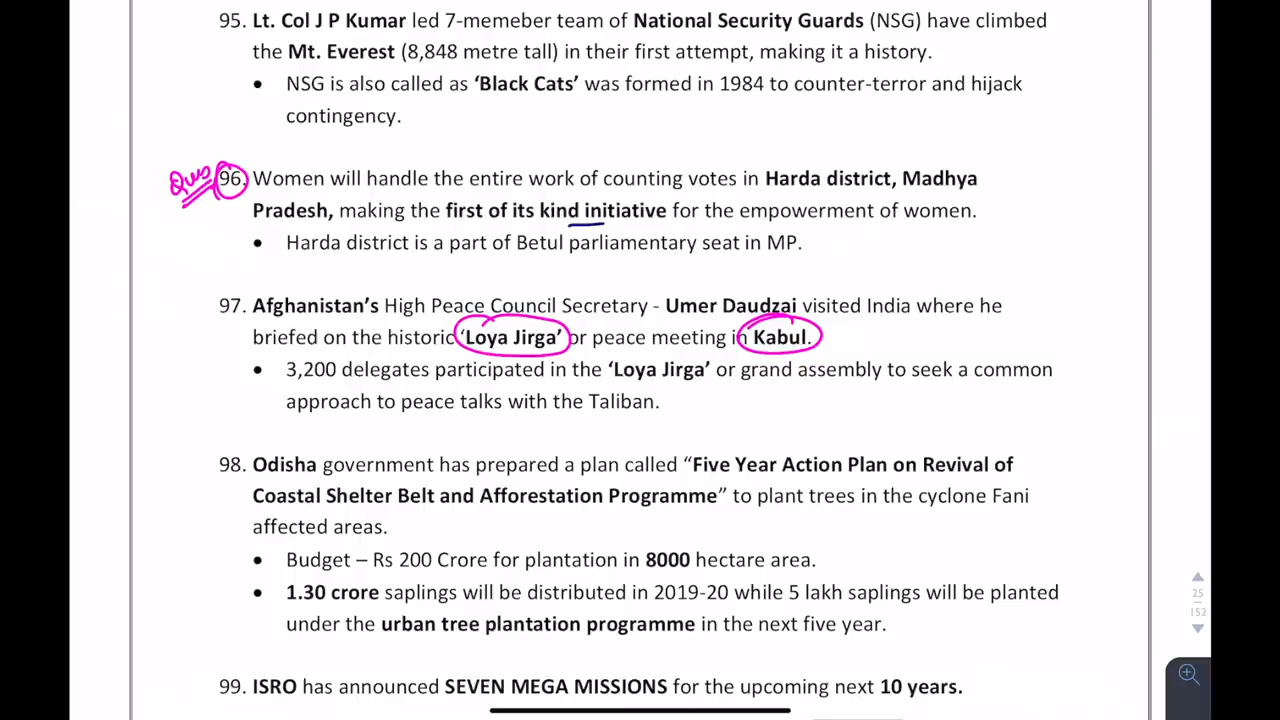 95. Lt. Col J P Kumar led 7-memeber team of National Security Guards (NSG) have climbed
the Mt. Everest (8,848 metre tall) in their first attempt, making it a history.
• NSG is also called as ‘Black Cats’ was formed in 1984 to counter-terror and hijack
contingency.
Ques 96. Women will handle the entire work of counting votes in Harda district, Madhya
Pradesh, making the first of its kind initiative for the empowerment of women.
• Harda district is a part of Betul parliamentary seat in MP.
97. Afghanistan’s High Peace Council Secretary - Umer Daudzai visited India where he
briefed on the historic ‘Loya Jirga’ or peace meeting in Kabul.
• 3,200 delegates participated in the ‘Loya Jirga’ or grand assembly to seek a common
approach to peace talks with the Taliban.
98. Odisha government has prepared a plan called “Five Year Action Plan on Revival of
Coastal Shelter Belt and Afforestation Programme” to plant trees in the cyclone Fani
affected areas.
• Budget – Rs 200 Crore for plantation in 8000 hectare area.
• 1.30 crore saplings will be distributed in 2019-20 while 5 lakh saplings will be planted
under the urban tree plantation programme in the next five year.
25
152
99. ISRO has announced SEVEN MEGA MISSIONS for the upcoming next 10 years.